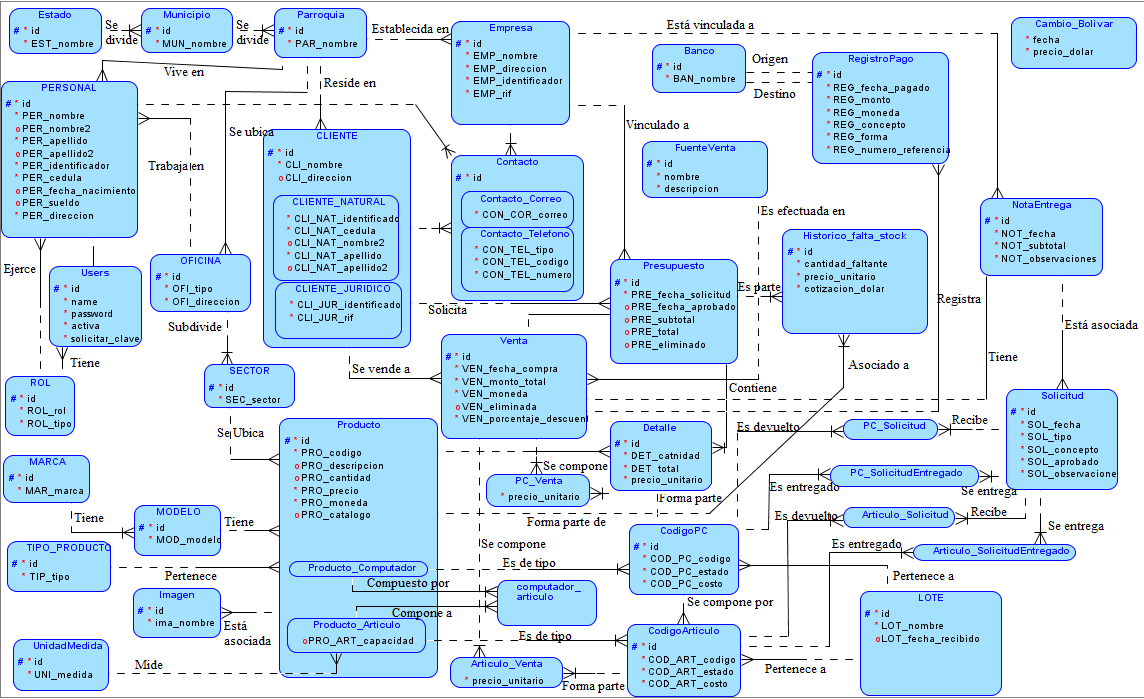 Estado
# * id
* EST_nombre
Se divide
Municipio
# * id
* MUN_nombre
Se divide
Parroquia
# * id
* PAR_nombre
Establecida en
Empresa
# * id
* EMP_nombre
* EMP_direccion
* EMP_identificador
* EMP_rif
Está vinculada a
Cambio_Bolivar
* fecha
* precio_dolar
Banco
# * id
* BAN_nombre
Origen
Destino
RegistroPago
# * id
* REG_fecha_pagado
* REG_monto
* REG_moneda
* REG_concepto
* REG_forma
* REG_numero_referencia
Vive en
Reside en
PERSONAL
# * id
* PER_nombre
o PER_nombre2
* PER_apellido
o PER_apellido2
* PER_identificador
* PER_cedula
o PER_fecha_nacimiento
o PER_sueldo
* PER_direccion
Trabaja en
Se ubica
CLIENTE
# * id
* CLI_nombre
o CLI_direccion
CLIENTE_NATURAL
* CLI_NAT_identificado
* CLI_NAT_cedula
o CLI_NAT_nombre2
* CLI_NAT_apellido
o CLI_NAT_apellido2
CLIENTE_JURIDICO
* CLI_JUR_identificado
* CLI_JUR_rif
Contacto
# * id
Contacto_Correo
* CON_COR_correo
Contacto_Telefono
* CON_TEL_tipo
* CON_TEL_codigo
* CON_TEL_numero
Vinculado a
FuenteVenta
# * id
* nombre
* descripcion
Es efectuada en
NotaEntrega
# * id
* NOT_fecha
* NOT_subtotal
* NOT_observaciones
Historico_falta_stock
# * id
* cantidad_faltante
* precio_unitario
* cotizacion_dolar
Es parte
Registra
Presupuesto
# * id
* PRE_fecha_solicitud
o PRE_fecha_aprobado
o PRE_subtotal
o PRE_total
o PRE_eliminado
Solicita
Ejerce
Users
# * id
* name
* password
* activa
* solicitar_clave
Tiene
OFICINA
# * id
* OFI_tipo
* OFI_direccion
Subdivide
SECTOR
# * id
* SEC_sector
Se Ubica
Se vende a
Venta
# * id
* VEN_fecha_compra
* VEN_monto_total
* VEN_moneda
o VEN_eliminada
* VEN_porcentaje_descuen
Contiene
Asociado a
Tiene
Está asociada
ROL
# * id
* ROL_rol
* ROL_tipo
Solicitud
# * id
* SOL_fecha
* SOL_tipo
* SOL_concepto
* SOL_aprobado
* SOL_observacione
Es devuelto
PC_Solicitud
Recibe
Producto
# * id
* PRO_codigo
o PRO_descripcion
o PRO_cantidad
* PRO_precio
* PRO_moneda
o PRO_catalogo
Detalle
# * id
* DET_catnidad
* DET_total
* precio_unitario
Se compone
PC_Venta
* precio_unitario
Forma parte
Forma parte de
PC_SolicitudEntregado
Es entregado
Se entrega
Articulo_Solicitud
Es devuelto
Recibe
Se entrega
Es entregado
Articulo_SolicitudEntregado
MARCA
# * id
* MAR_marca
Tiene
MODELO
# * id
* MOD_modelo
Tiene
TIPO_PRODUCTO
# * id
* TIP_tipo
Pertenece
Producto_Computador
Compuesto por
Es de tipo
Se compone
CodigoPC
# * id
* COD_PC_codigo
* COD_PC_estado
* COD_PC_costo
Pertenece a
Se compone por
computador_
articulo
Compone a
Imagen
# * id
* ima_nombre
Está asociada
Producto_Articulo
o PRO_ART_capacidad
Es de tipo
CodigoArticulo
# * id
* COD_ART_codigo
* COD_ART_estado
* COD_ART_costo
Pertenece a
LOTE
# * id
* LOT_nombre
o LOT_fecha_recibido
UnidadMedida
# * id
* UNI_medida
Mide
Articulo_Venta
* precio_unitario
Forma parte